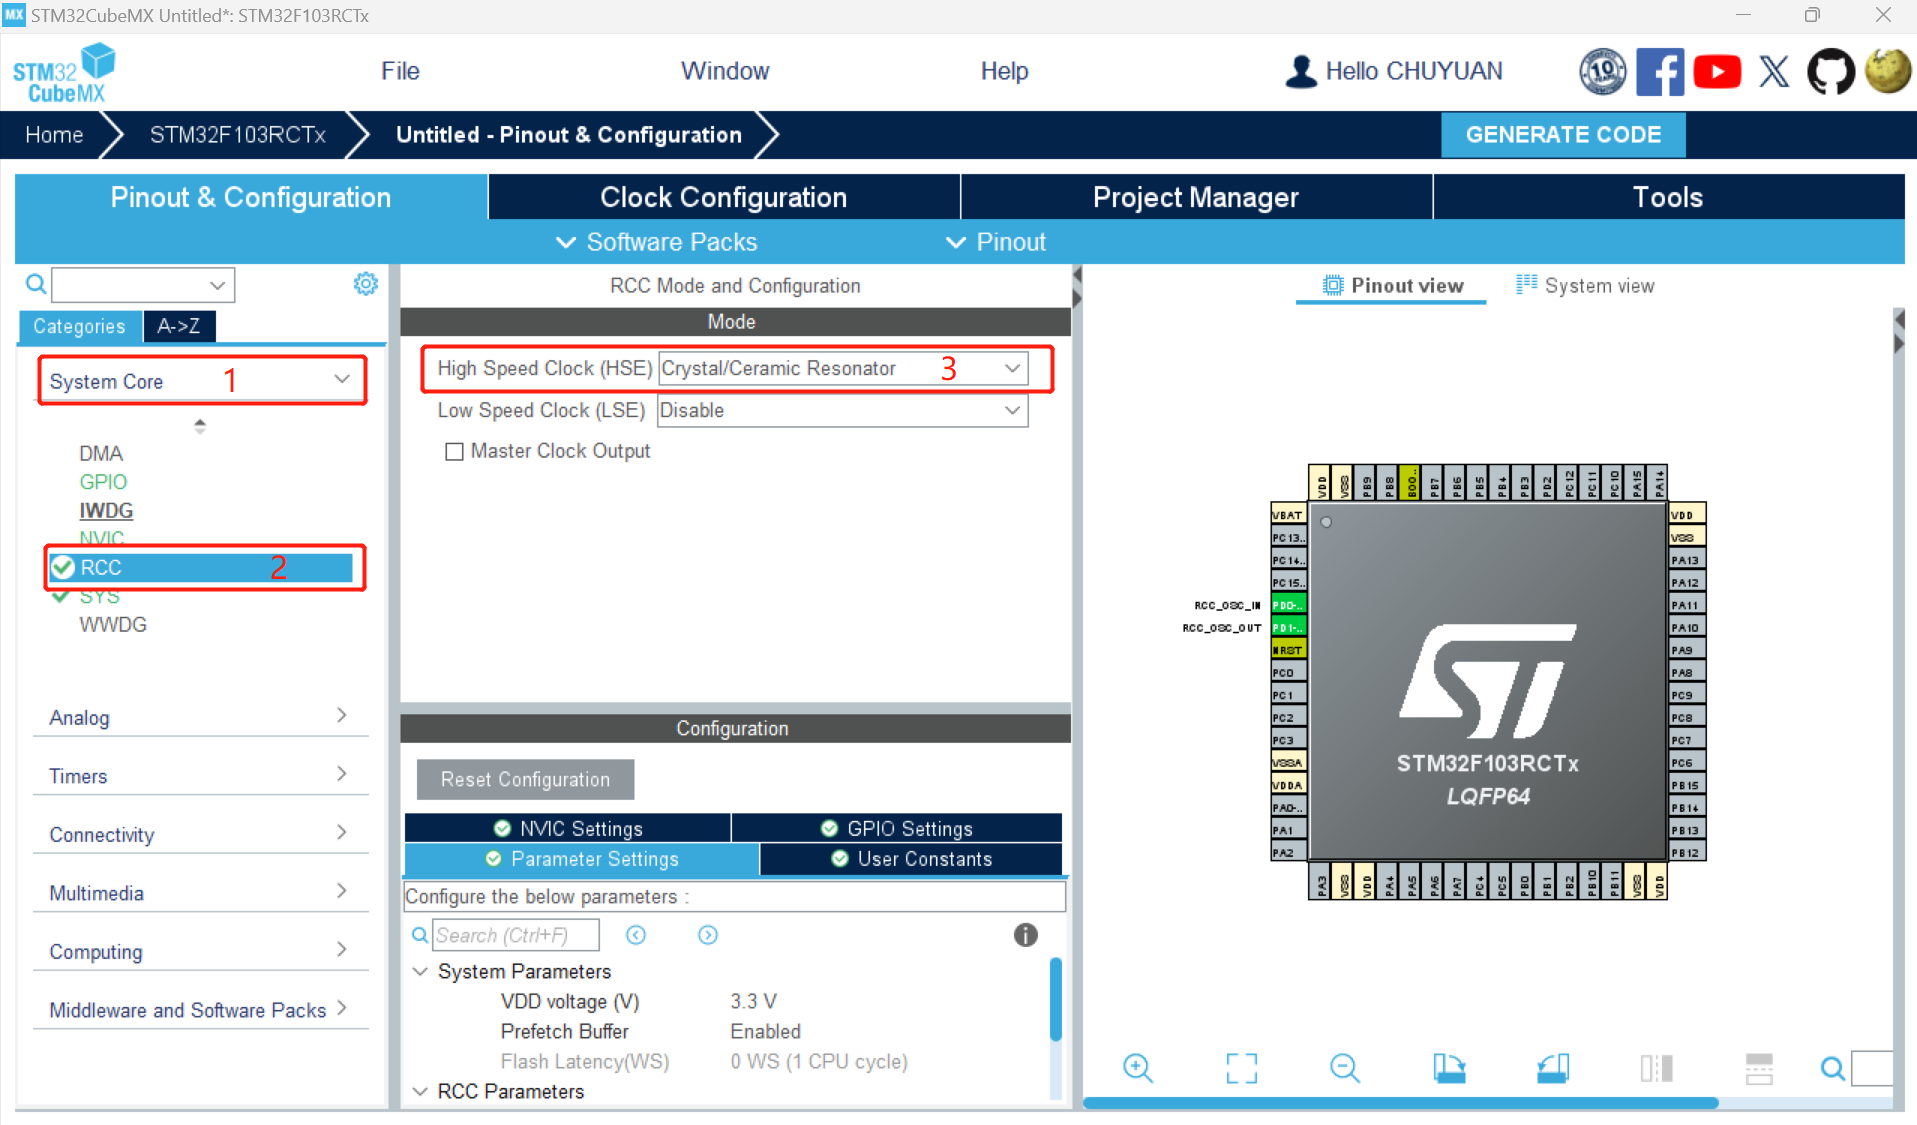 MX STM32CubeMX Untitled*: STM32F103RCTx
STM32
CubeMX
File
Window
Help
Hello CHUYUAN
10
Home
STM32F103RCTx
Untitled - Pinout & Configuration
GENERATE CODE
Pinout & Configuration
Clock Configuration
Project Manager
Tools
Software Packs
Pinout
Categories
A->Z
System Core
1
DMA
GPIO
IWDG
NVIC
RCC
2
SYS
WWDG
Analog
Timers
Connectivity
Multimedia
Computing
Middleware and Software Packs
RCC Mode and Configuration
Mode
High Speed Clock (HSE) Crystal/Ceramic Resonator 3
Low Speed Clock (LSE) Disable
Master Clock Output
Configuration
Reset Configuration
NVIC Settings
GPIO Settings
Parameter Settings
User Constants
Configure the below parameters :
Search (Ctrl+F)
System Parameters
VDD voltage (V) 3.3 V
Prefetch Buffer Enabled
Flash Latency(WS) 0 WS (1 CPU cycle)
RCC Parameters
Pinout view
System view
VDD
VSS
PB9
PB8
BOO..
PB7
PB6
PB5
PB4
PB3
PD2
PC12
PC11
PC10
PA15
PA14
VBAT
PC13..
PC14..
PC15..
RCC_OSC_IN PD0-..
RCC_OSC_OUT PD1-..
NRST
PC0
PC1
PC2
PC3
VSSA
VDDA
PA0-..
PA1
PA2
VDD
VSS
PA13
PA12
PA11
PA10
PA9
PA8
PC9
PC8
PC7
PC6
PB15
PB14
PB13
PB12
ST
STM32F103RCTx
LQFP64
PA3
VSS
VDD
PA4
PA5
PA6
PA7
PC4
PC5
PB0
PB1
PB2
PB10
PB11
VSS
VDD